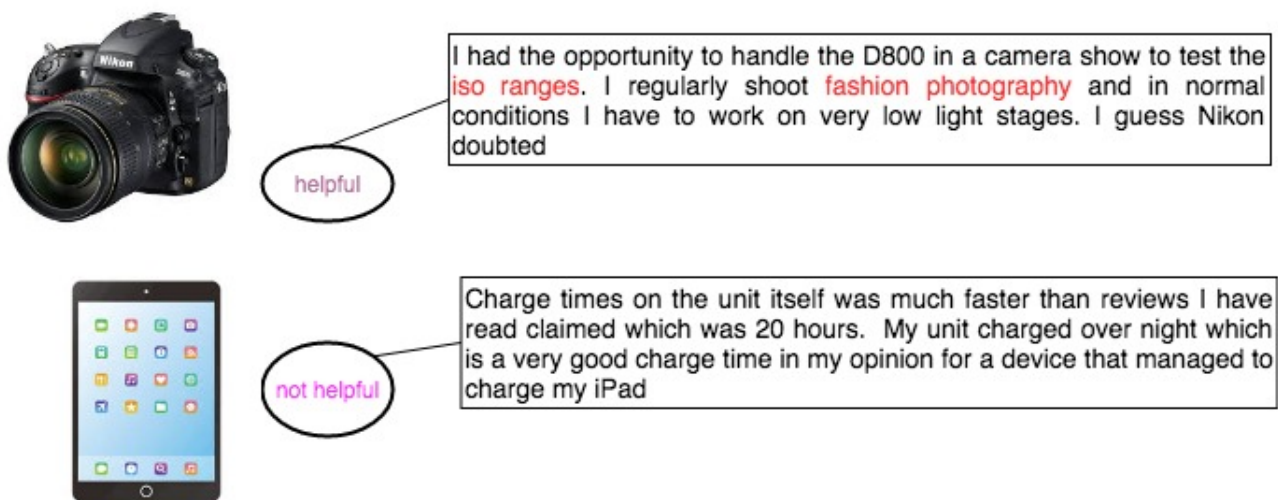 Nikon
I had the opportunity to handle the D800 in a camera show to test the
iso ranges. I regularly shoot fashion photography and in normal
conditions I have to work on very low light stages. I guess Nikon
doubted
helpful
Charge times on the unit itself was much faster than reviews I have
read claimed which was 20 hours. My unit charged over night which
is a very good charge time in my opinion for a device that managed to
charge my iPad
not helpful